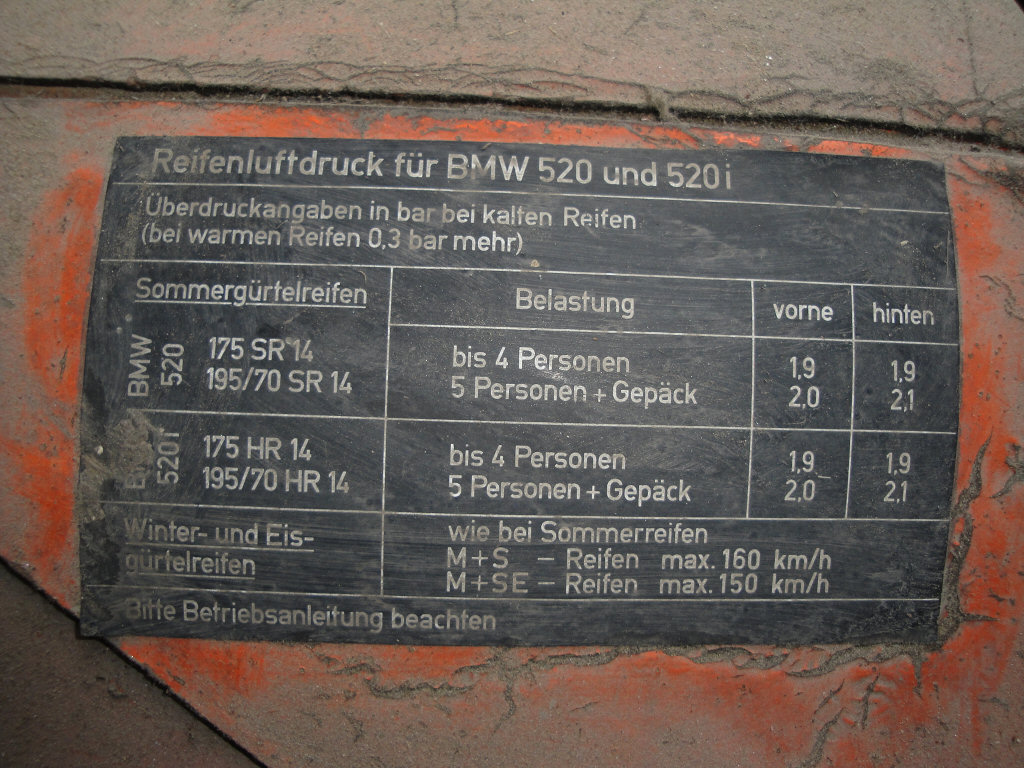 Reifenluftdruck für BMW 520 und 520i
Überdruckangaben in bar bei kalten Reifen
(bei warmen Reifen 0,3 bar mehr)
Sommergürtelreifen Belastung vorne hinten
BMW 520
175 SR 14 bis 4 Personen 1,9 1,9
195/70 SR 14 5 Personen + Gepäck 2,0 2,1
520i
175 HR 14 bis 4 Personen 1,9 1,9
195/70 HR 14 5 Personen + Gepäck 2,0 2,1
Winter- und Eis- wie bei Sommerreifen
gürtelreifen M+S – Reifen max. 160 km/h
M+SE – Reifen max. 150 km/h
Bitte Betriebsanleitung beachten